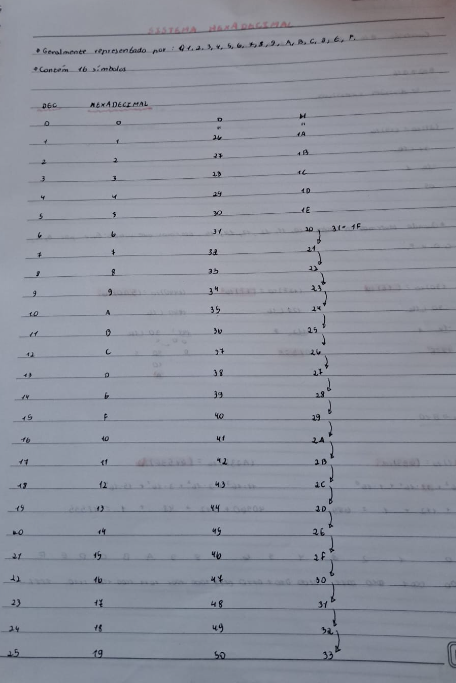 SISTEMA HEXADECIMAL
* Geralmente representado por: 0 1, 2, 3, 4, 5, 6, 7, 8, 9, A, B, C, D, E, F.
* Contém 16 símbolos
DEC HEXADECIMAL
0 0 D H
1 1 26 1A
2 2 27 1B
3 3 28 1C
4 4 29 1D
5 5 30 1E
6 6 31 20 31- 1F
7 7 32 21
8 8 33 22
9 9 34 23
10 A 35 24
11 B 36 25
12 C 37 26
13 D 38 27
14 E 39 28
15 F 40 29
16 10 41 2A
17 11 42 2B
18 12 43 2C
19 13 44 2D
20 14 45 2E
21 15 46 2F
22 16 47 30
23 17 48 31
24 18 49 32
25 19 50 33